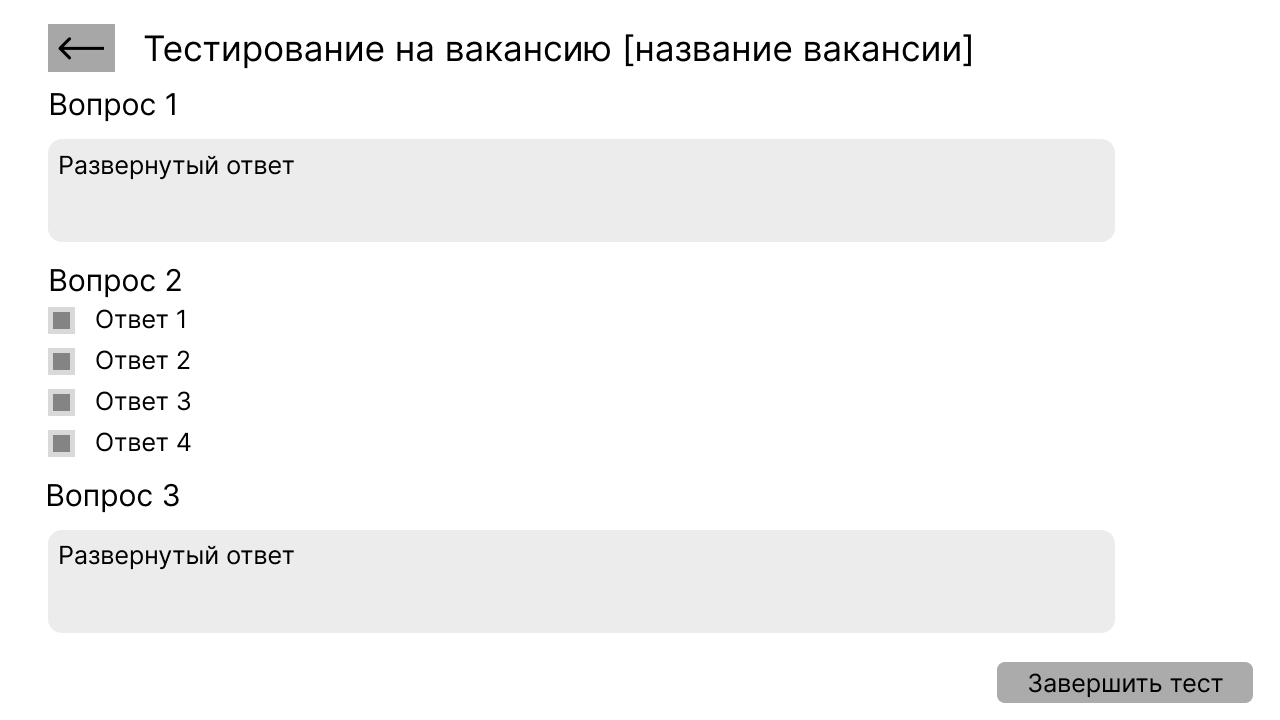 Тестирование на вакансию [название вакансии]
Вопрос 1
Развернутый ответ
Вопрос 2
Ответ 1
Ответ 2
Ответ 3
Ответ 4
Вопрос 3
Развернутый ответ
Завершить тест